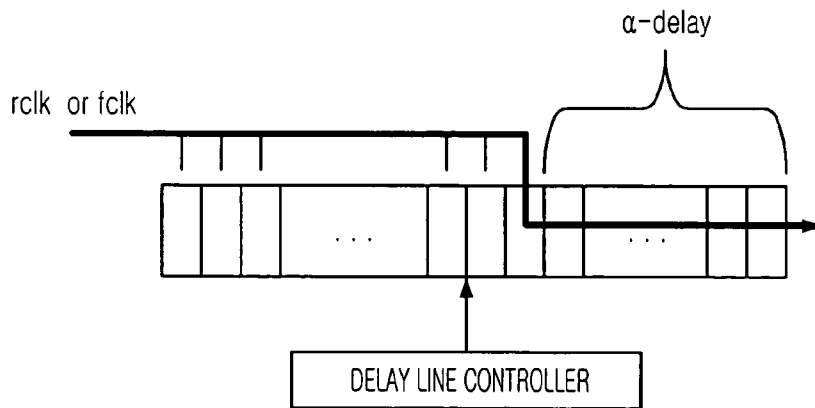 α-delay
rclk or fclk
... ...
DELAY LINE CONTROLLER